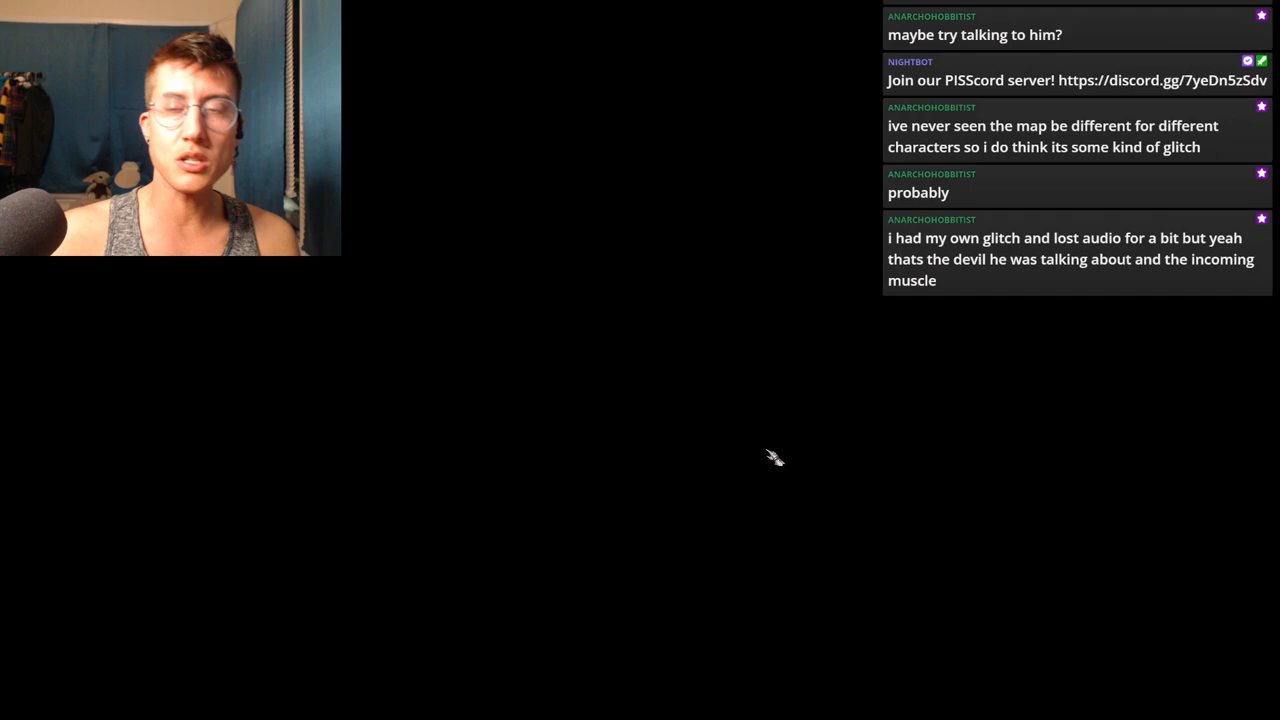 ANARCHOHOBBITIST
maybe try talking to him?
NIGHTBOT
Join our PISScord server! https://discord.gg/7yeDn5zSdv
ANARCHOHOBBITIST
ive never seen the map be different for different
characters so i do think its some kind of glitch
ANARCHOHOBBITIST
probably
ANARCHOHOBBITIST
i had my own glitch and lost audio for a bit but yeah
thats the devil he was talking about and the incoming
muscle